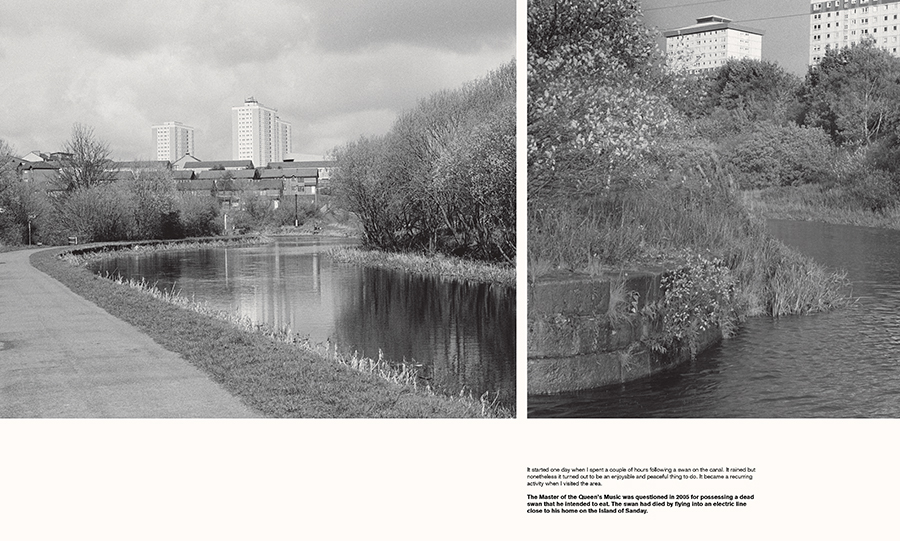 It started one day when I spent a couple of hours following a swan on the canal. It rained but
nonetheless it turned out to be an enjoyable and peaceful thing to do. It became a recurring
activity when I visited the area.
The Master of the Queen's Music was questioned in 2005 for possessing a dead
swan that he intended to eat. The swan had died by flying into an electric line
close to his home on the Island of Sanday.